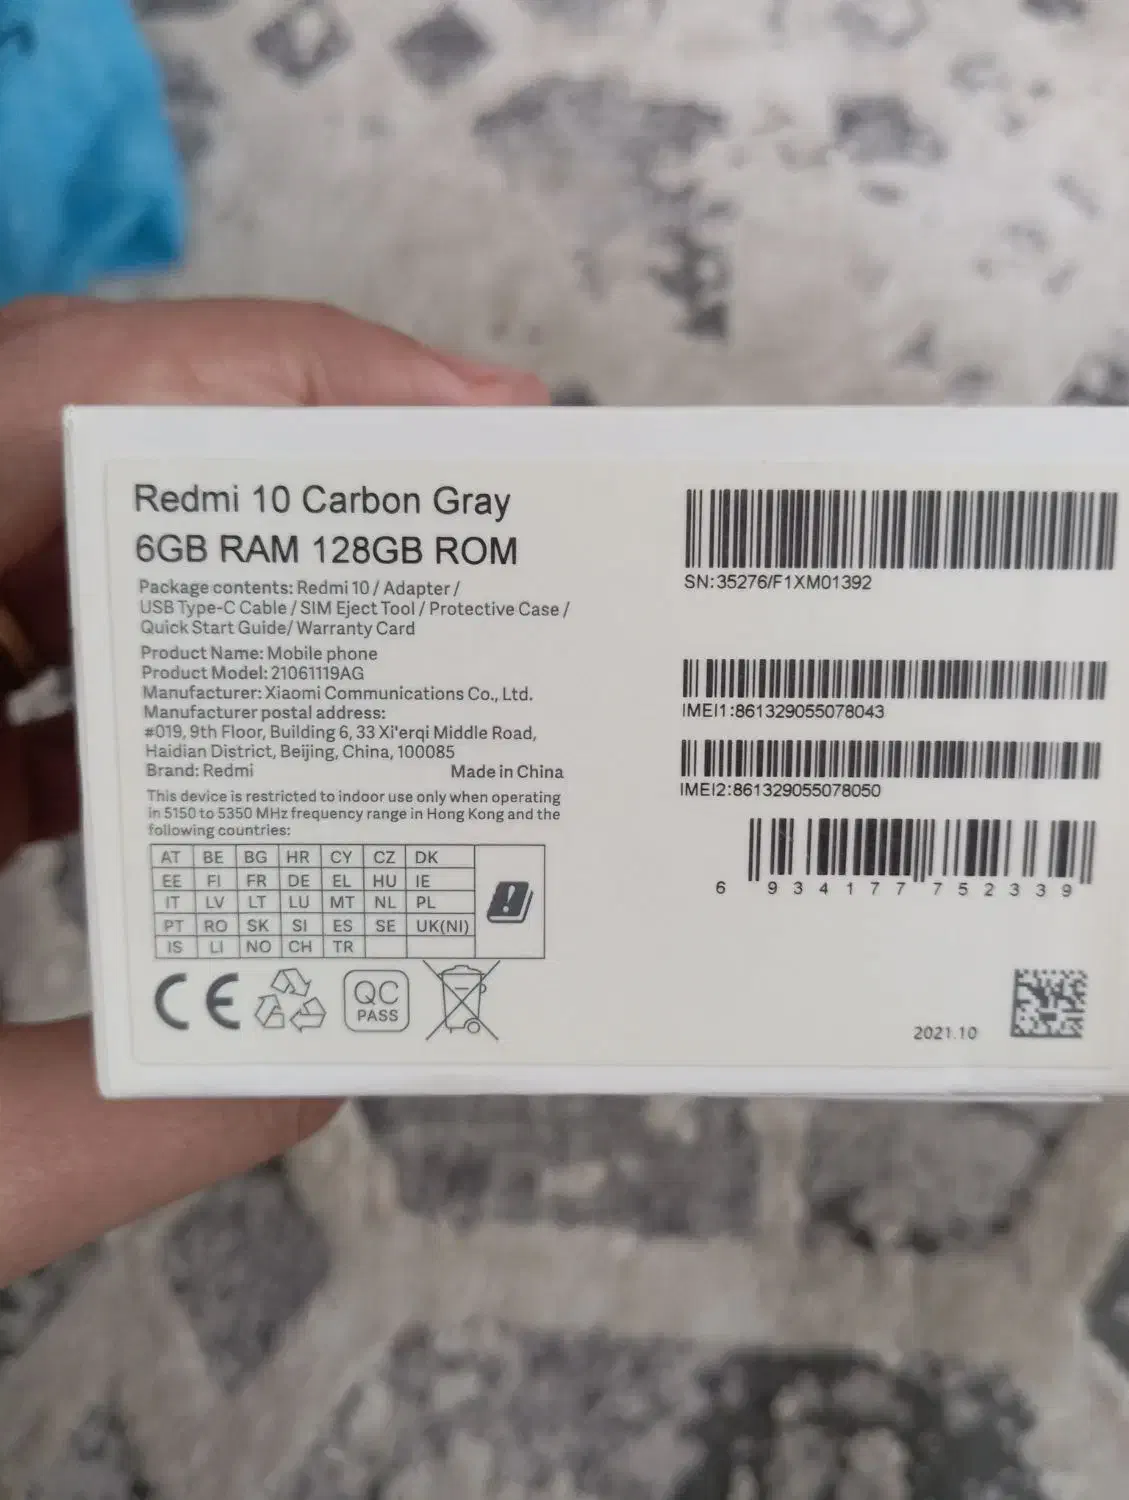 Redmi 10 Carbon Gray
6GB RAM 128GB ROM
Package contents: Redmi 10 / Adapter /
USB Type-C Cable / SIM Eject Tool / Protective Case /
Quick Start Guide/ Warranty Card
Product Name: Mobile phone
Product Model: 21061119AG
Manufacturer: Xiaomi Communications Co., Ltd.
Manufacturer postal address:
#019, 9th Floor, Building 6, 33 Xi'erqi Middle Road,
Haidian District, Beijing, China, 100085
Brand: Redmi Made in China
This device is restricted to indoor use only when operating
in 5150 to 5350 MHz frequency range in Hong Kong and the
following countries:
AT BE BG HR CY CZ DK
EE FI FR DE EL HU IE
IT LV LT LU MT NL PL
PT RO SK SI ES SE UK(NI)
IS LI NO CH TR
CE
QC
PASS
SN:35276/F1XM01392
IMEI1:861329055078043
IMEI2:861329055078050
6 934177 752339
2021.10